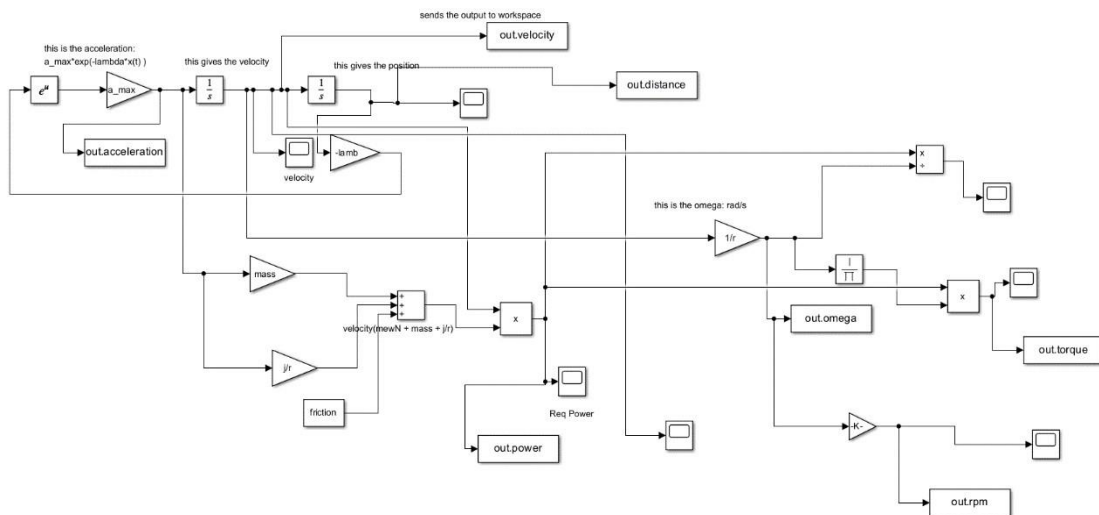 sends the output to workspace
out.velocity
this is the acceleration:
a_max*exp(-lambda*x(t) )
this gives the velocity
this gives the position
out.distance
e^u
a_max
1
s
1
s
out.acceleration
velocity
-lamb
x
÷
this is the omega: rad/s
1/r
mass
+
+
+
velocity(mewN + mass + j/r)
x
1
∏
x
out.omega
j/r
out.torque
friction
Req Power
-K-
out.power
out.rpm